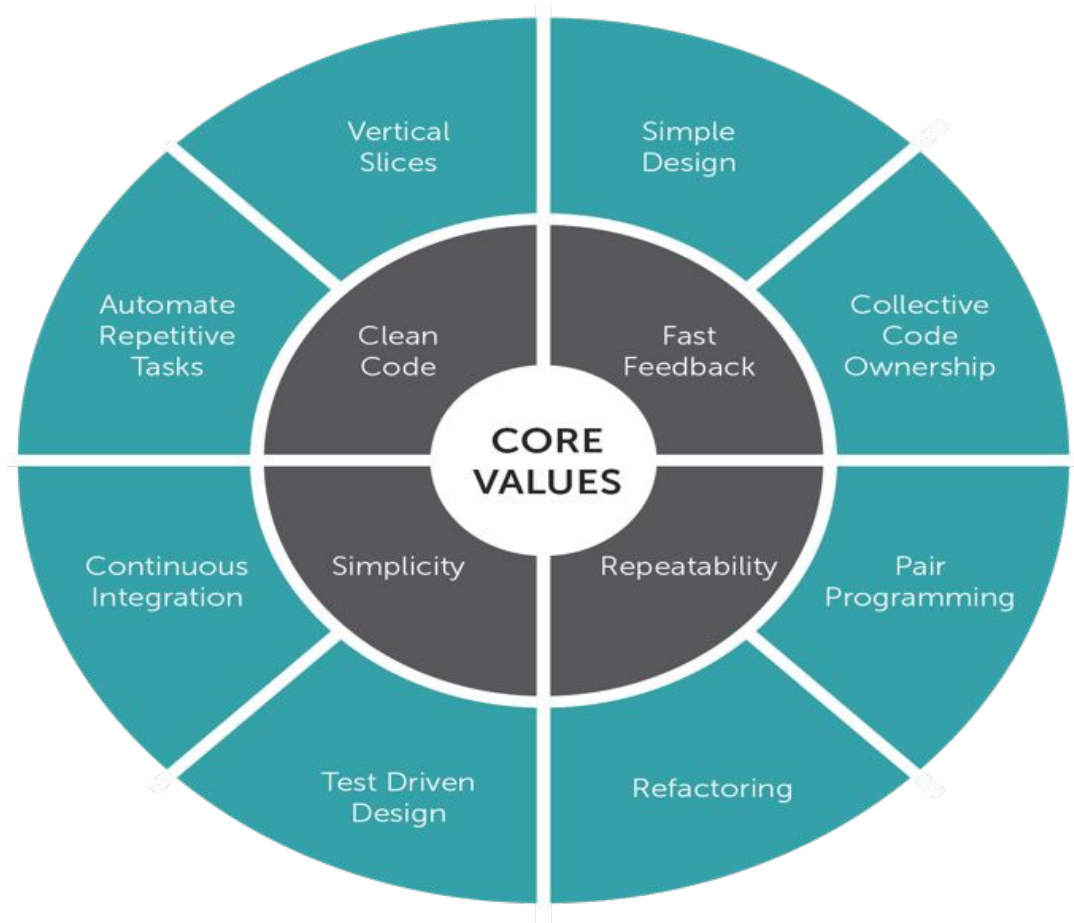 Vertical
Slices
Simple
Design
Automate
Repetitive
Tasks
Clean
Code
Fast
Feedback
Collective
Code
Ownership
CORE
VALUES
Continuous
Integration
Simplicity
Repeatability
Pair
Programming
Test Driven
Design
Refactoring